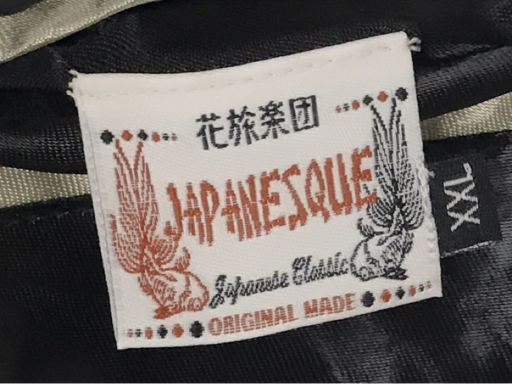 花旅楽団
JAPANESQUE
Japanese Classic
ORIGINAL MADE
XXL